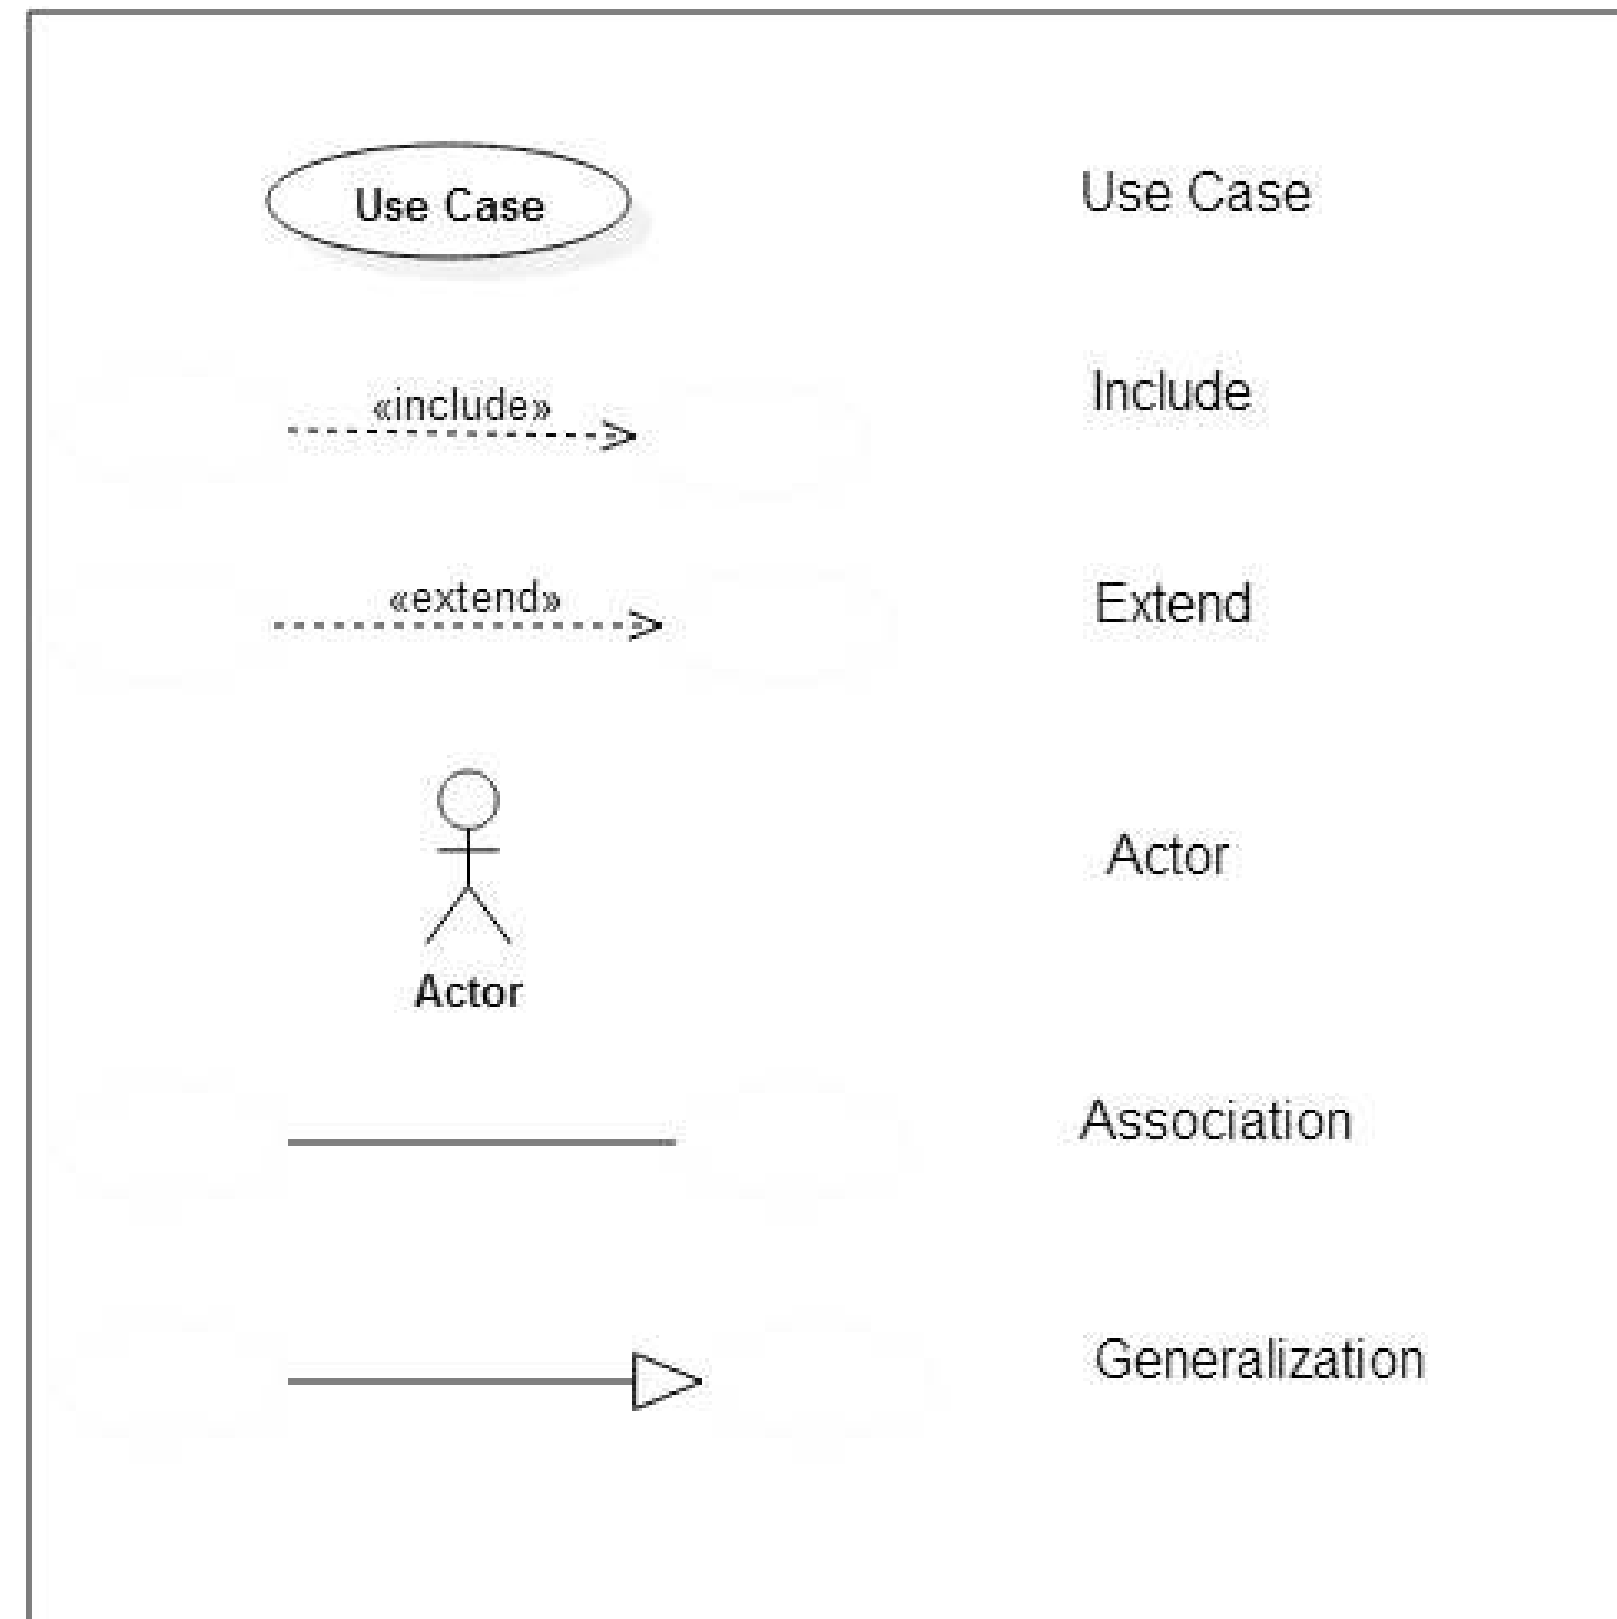 Use Case
Use Case
«include»
Include
«extend»
Extend
Actor
Actor
Association
Generalization